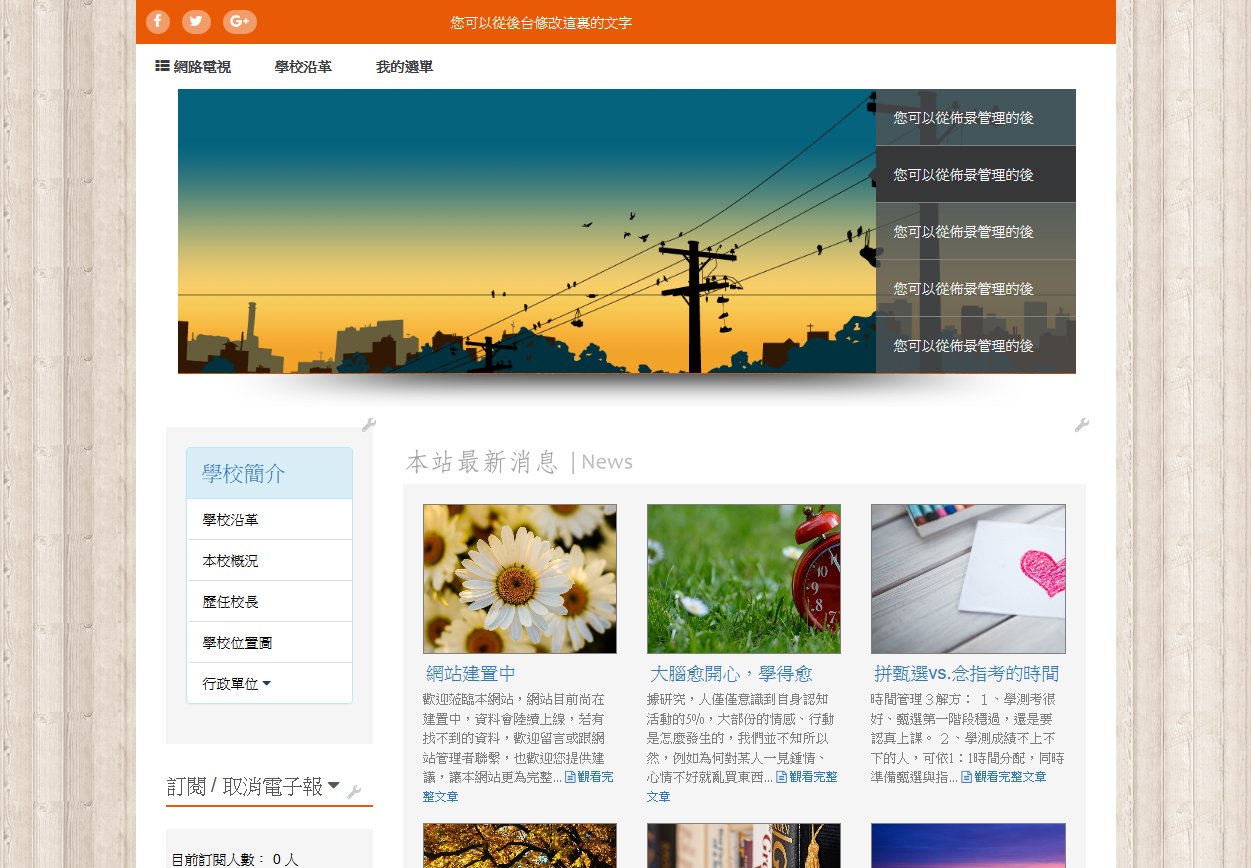 您可以從後台修改這裏的文字
網路電視 學校沿革 我的選單
您可以從佈景管理的後
您可以從佈景管理的後
您可以從佈景管理的後
您可以從佈景管理的後
您可以從佈景管理的後
學校簡介
學校沿革
本校概況
歷任校長
學校位置圖
行政單位
訂閱 / 取消電子報
目前訂閱人數： 0 人
本站最新消息 | News
網站建置中
歡迎蒞臨本網站，網站目前尚在
建置中，資料會陸續上線，若有
找不到的資料，歡迎留言或跟網
站管理者聯繫，也歡迎您提供建
議，讓本網站更為完整... 觀看完
整文章
大腦愈開心，學得愈
據研究，人僅僅意識到自身認知
活動的5%，大部份的情感、行動
是怎麼發生的，我們並不知所以
然，例如為何對某人一見鍾情、
心情不好就亂買東西... 觀看完整
文章
拼甄選vs.念指考的時間
時間管理３解方： １、學測考很
好、甄選第一階段穩過，還是要
認真上課。 ２、學測成績不上不
下的人，可依1：1時間分配，同時
準備甄選與指... 觀看完整文章